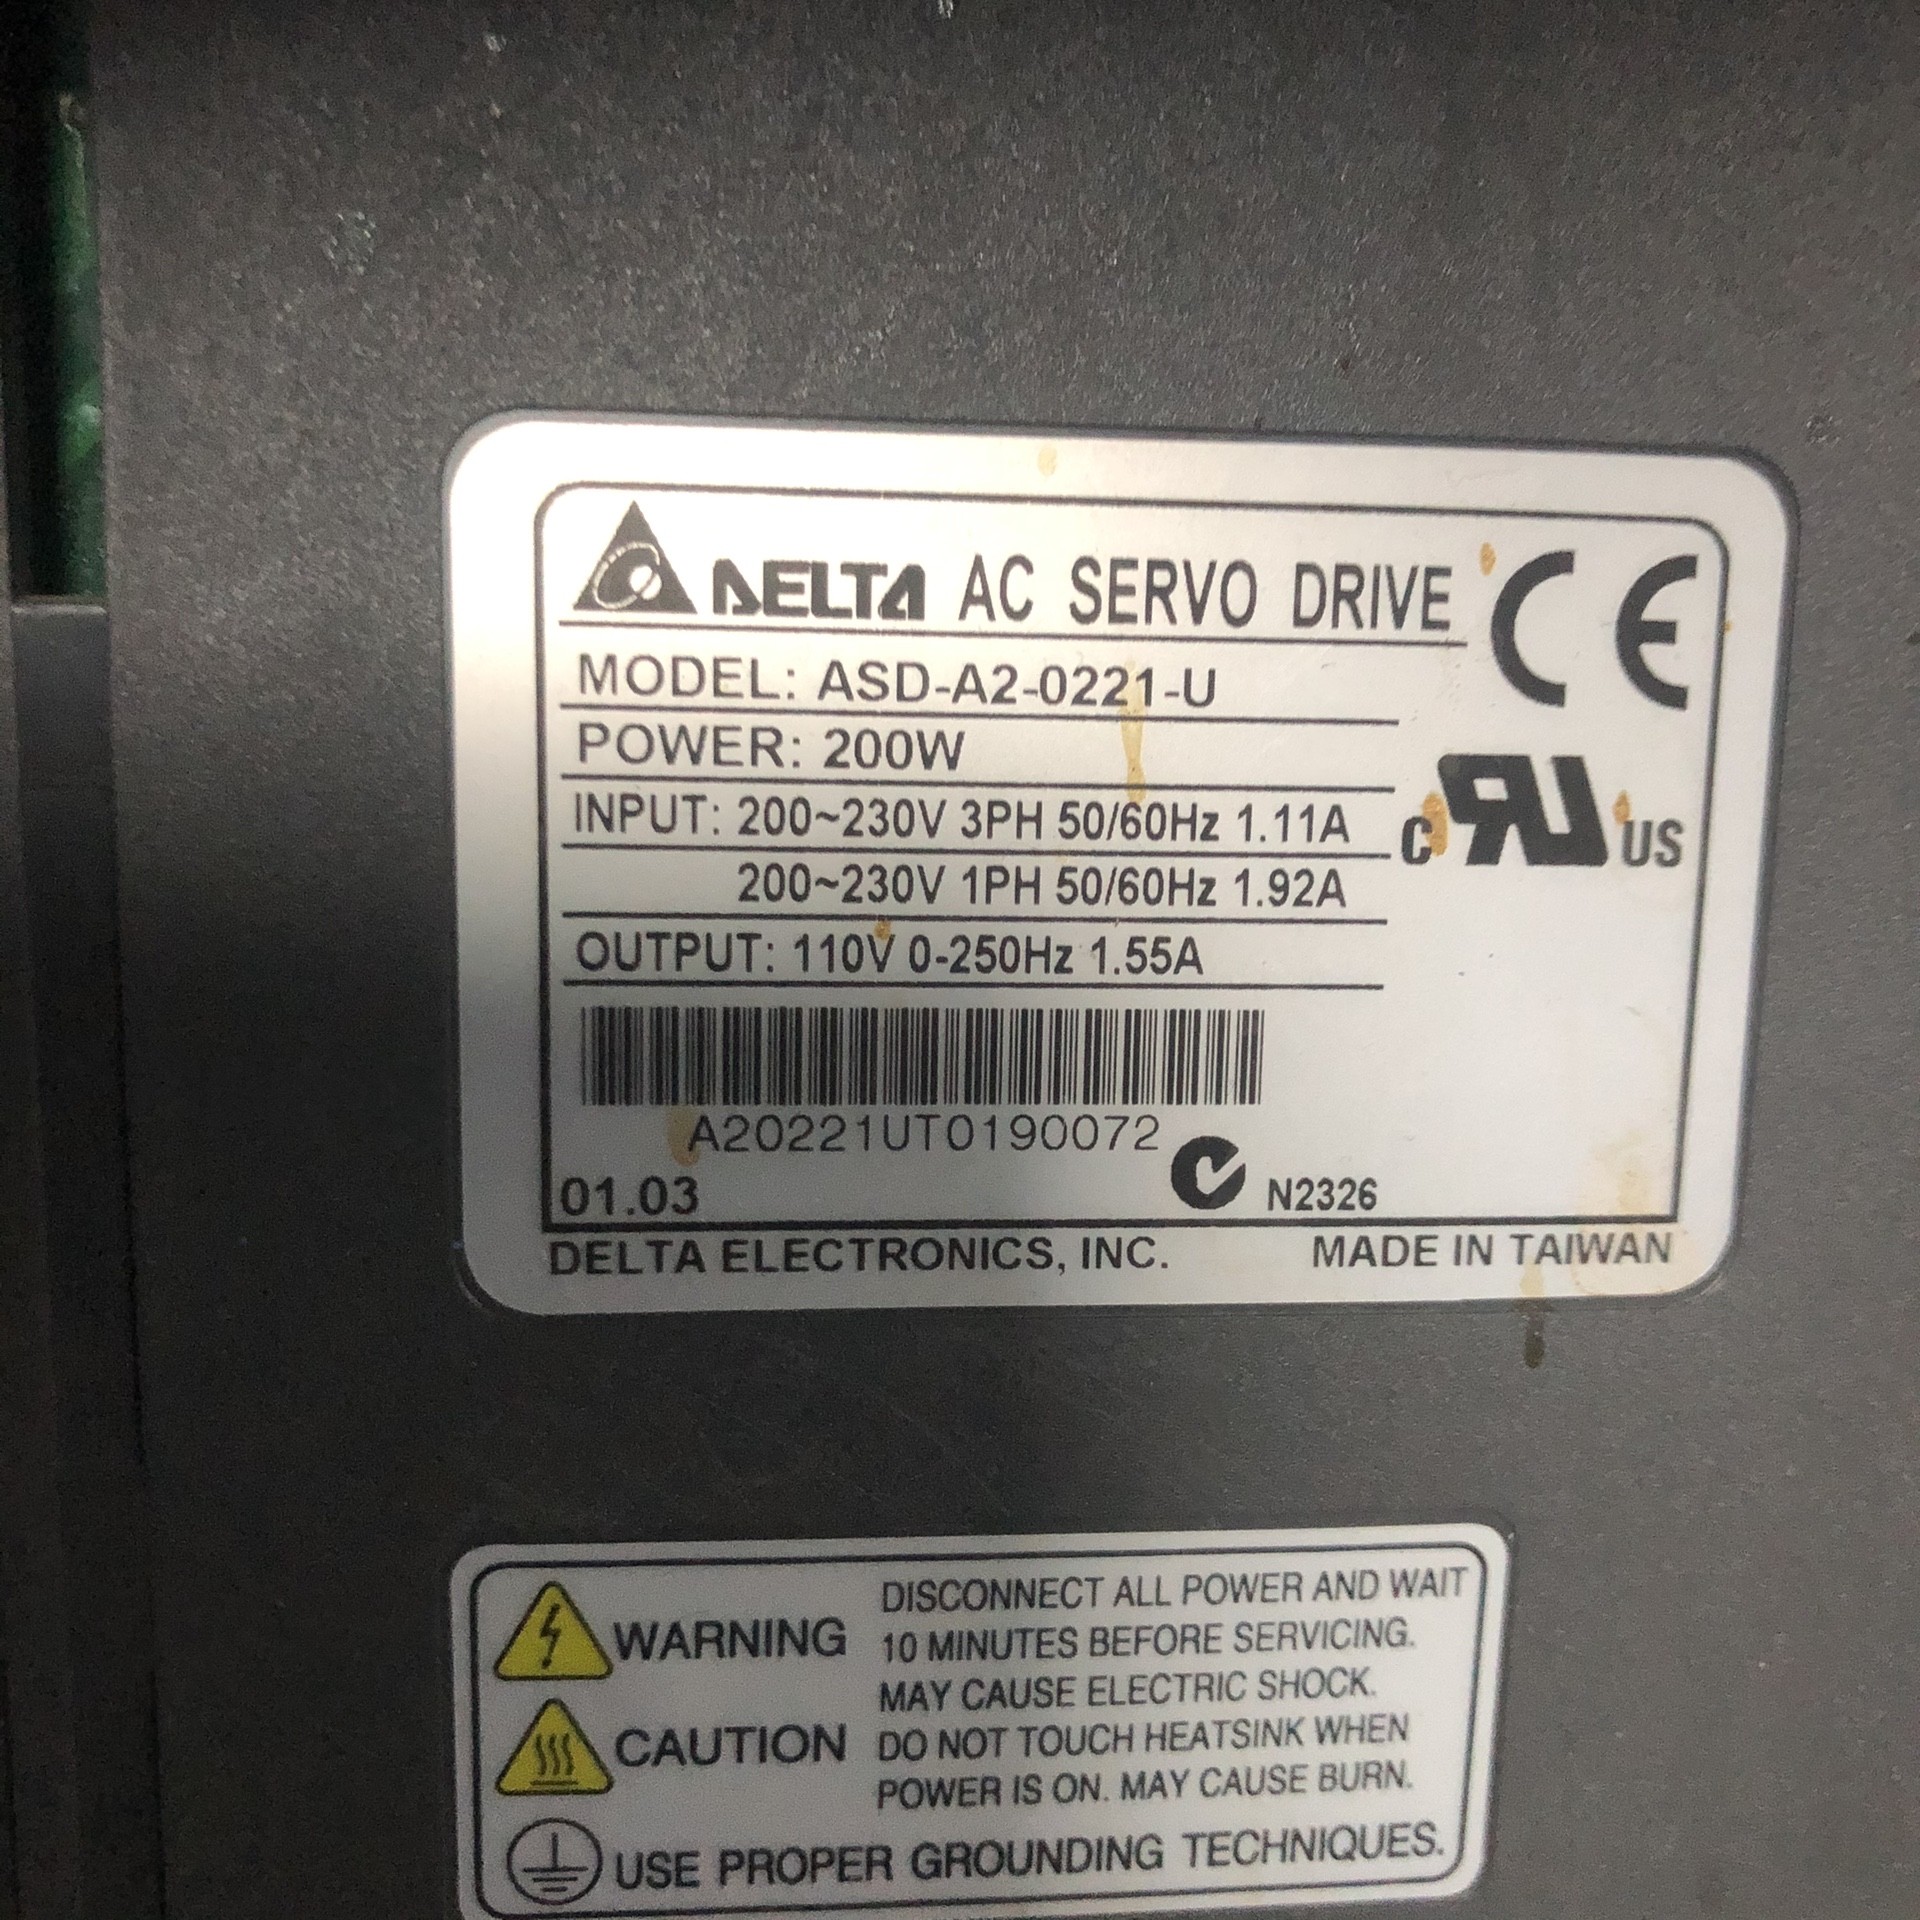 DELTA AC SERVO DRIVE CE
MODEL: ASD-A2-0221-U
POWER: 200W
INPUT: 200~230V 3PH 50/60Hz 1.11A
200~230V 1PH 50/60Hz 1.92A
C RU US
OUTPUT: 110V 0-250Hz 1.55A
A20221UT0190072
01.03
N2326
DELTA ELECTRONICS, INC. MADE IN TAIWAN
WARNING DISCONNECT ALL POWER AND WAIT
10 MINUTES BEFORE SERVICING.
MAY CAUSE ELECTRIC SHOCK.
CAUTION DO NOT TOUCH HEATSINK WHEN
POWER IS ON. MAY CAUSE BURN.
USE PROPER GROUNDING TECHNIQUES.